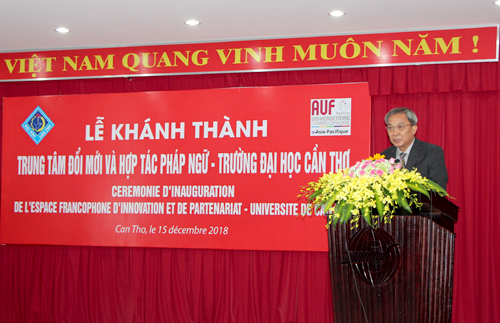 VIỆT NAM QUANG VINH MUÔN NĂM !
AUF
UNIVERSITAIRE
Asie-Pacifique
LỄ KHÁNH THÀNH
TRUNG TÂM ĐỔI MỚI VÀ HỢP TÁC PHÁP NGỮ - TRƯỜNG ĐẠI HỌC CẦN THƠ
CEREMONIE D'INAUGURATION
DE L'ESPACE FRANCOPHONE D'INNOVATION ET DE PARTENARIAT - UNIVERSITE DE
Can Tho, le 15 décembre 2018